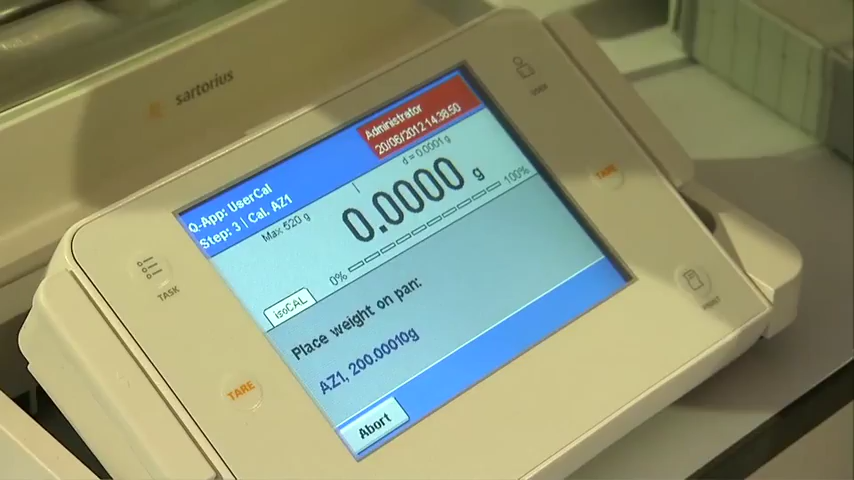 sartorius
USER
Administrator
20/06/2012 14:38:50
Q-App: UserCal
Step: 3 | Cal. AZ1
Max 520 g
d = 0.0001 g
0.0000 g
0%
100%
isoCAL
Place weight on pan:
AZ1, 200.00010g
Abort
TASK
TARE
TARE
PRINT